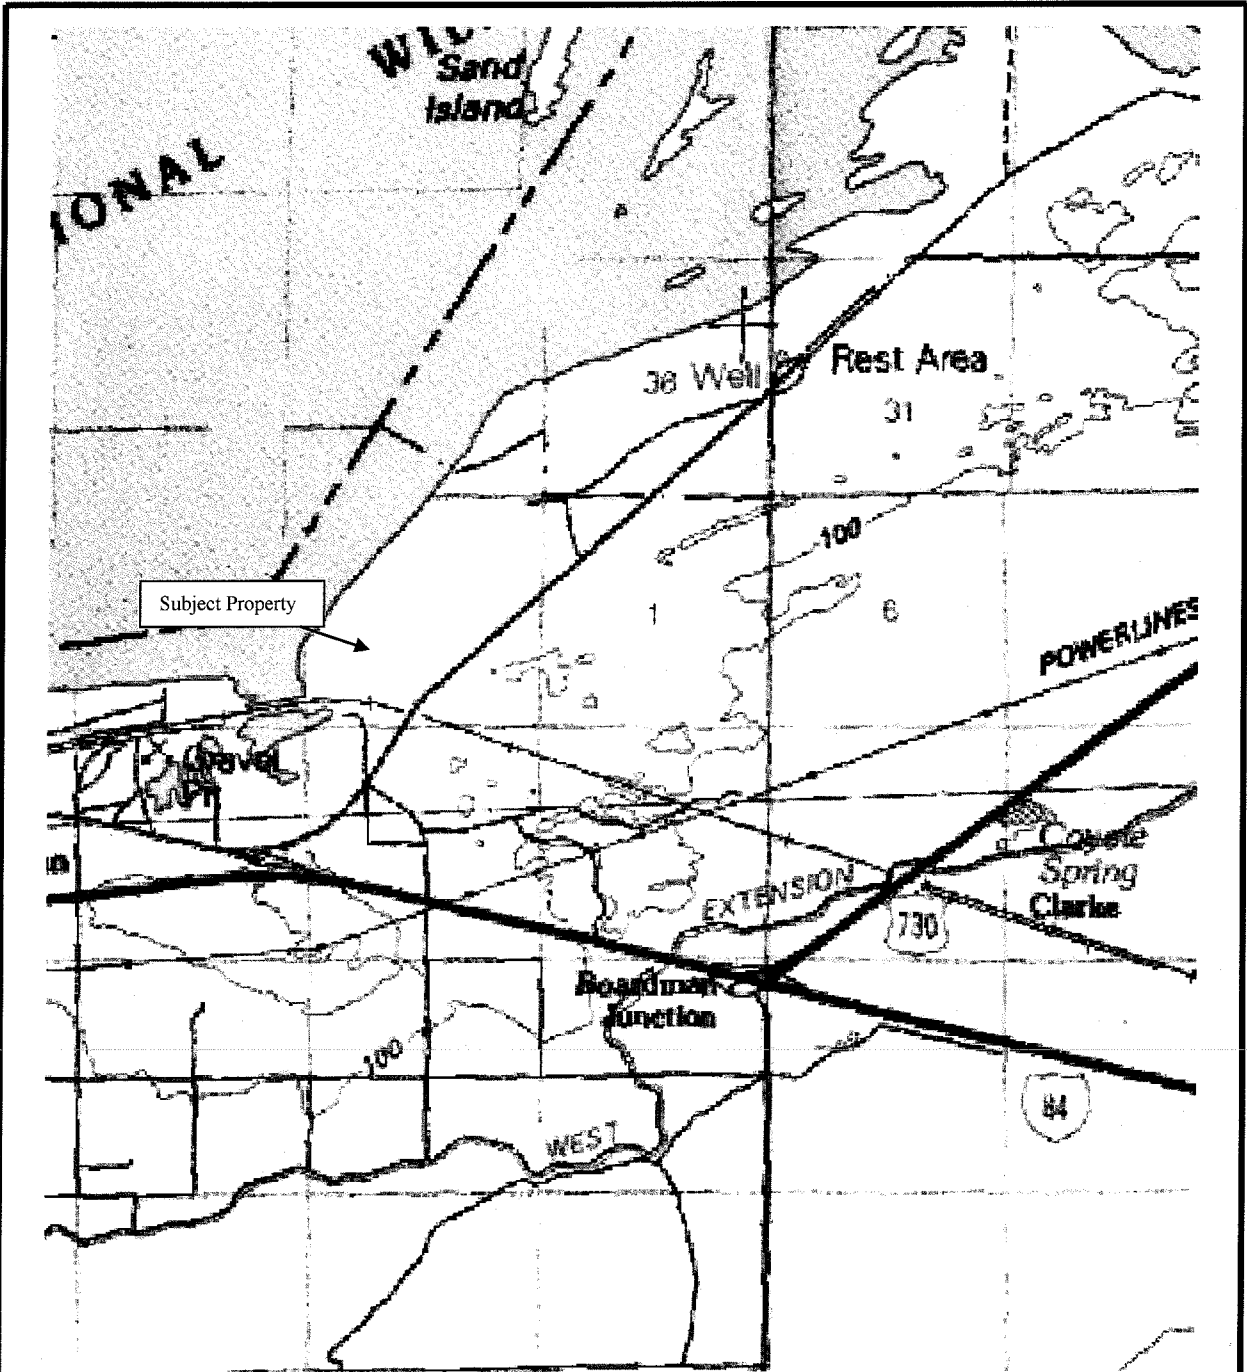 Sand
Island
IONAL
Rest Area
36 Well
31
100
Subject Property
1
6
POWERLINES
Gravel
Pit
Coyote
Spring
EXTENSION
Clarke
730
Boardman
Junction
100
84
WEST